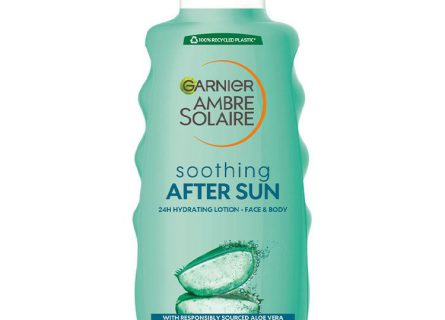 100% RECYCLED PLASTIC*
GARNIER
AMBRE
SOLAIRE
soothing
AFTER SUN
24H HYDRATING LOTION - FACE & BODY
WITH RESPONSIBLY SOURCED ALOE VERA